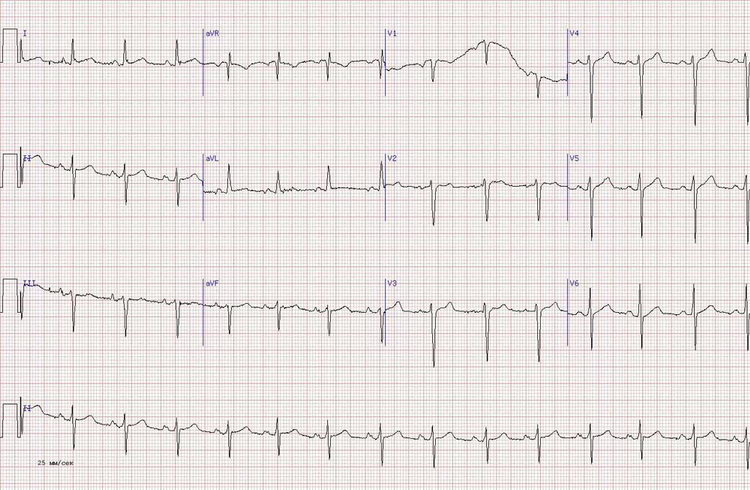 I aVR V1 V4
II aVL V2 V5
III aVF V3 V6
II
25 мм/сек